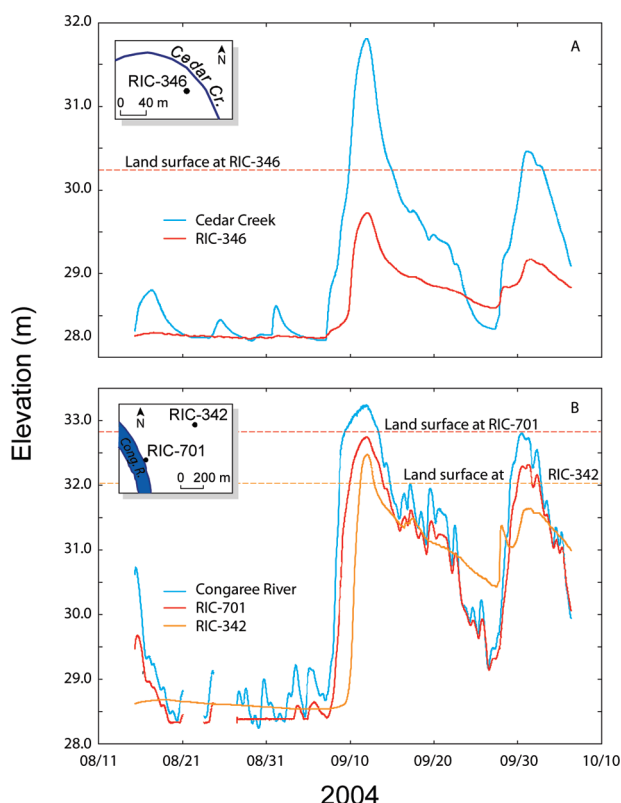 32.0
A
N
Cedar Cr.
RIC-346
0 40 m
31.0
Land surface at RIC-346
30.0
Cedar Creek
RIC-346
29.0
28.0
Elevation (m)
B
33.0
N
RIC-342
Land surface at RIC-701
Cong. R.
RIC-701
0 200 m
Land surface at RIC-342
32.0
31.0
Congaree River
RIC-701
RIC-342
30.0
29.0
28.0
08/11 08/21 08/31 09/10 09/20 09/30 10/10
2004